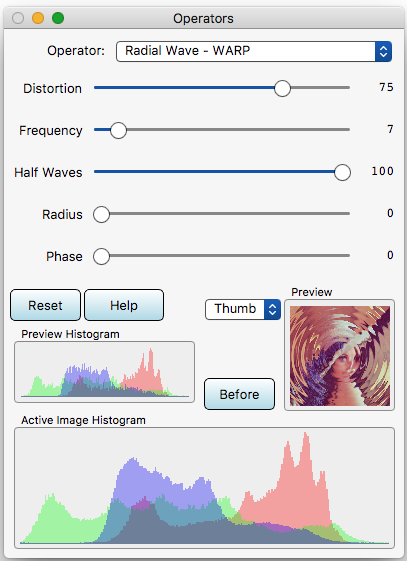 Operators
Operator: Radial Wave - WARP
Distortion 75
Frequency 7
Half Waves 100
Radius 0
Phase 0
Reset Help Thumb Preview
Preview Histogram
Before
Active Image Histogram